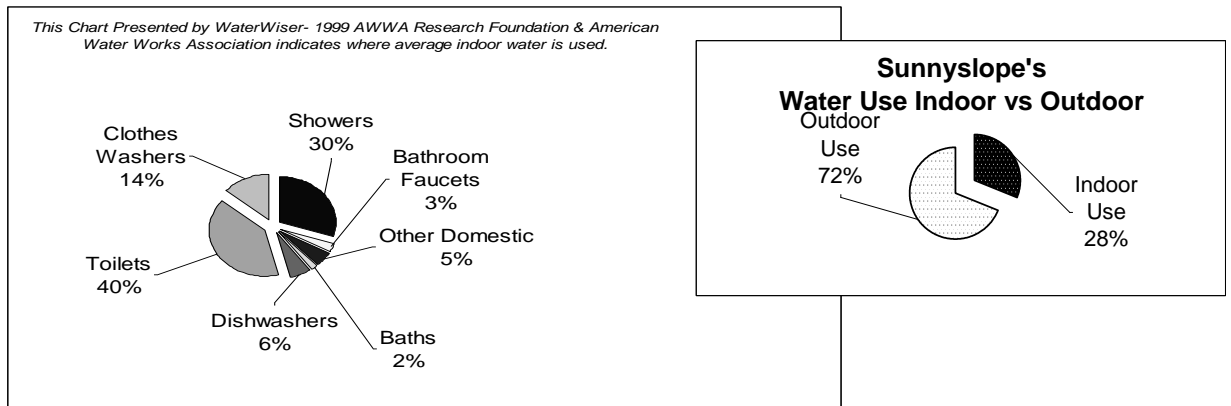 This Chart Presented by WaterWiser- 1999 AWWA Research Foundation & American
Water Works Association indicates where average indoor water is used.
Showers
30%
Clothes
Washers
14%
Bathroom
Faucets
3%
Other Domestic
5%
Toilets
40%
Dishwashers
6%
Baths
2%
Sunnyslope's
Water Use Indoor vs Outdoor
Outdoor
Use
72%
Indoor
Use
28%